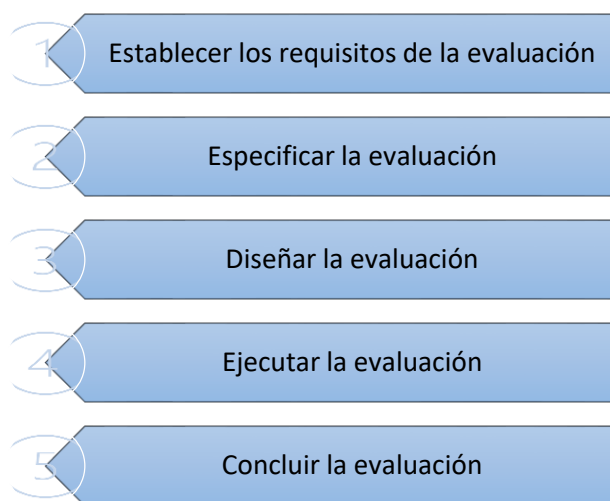 1 Establecer los requisitos de la evaluación
2 Especificar la evaluación
3 Diseñar la evaluación
4 Ejecutar la evaluación
5 Concluir la evaluación